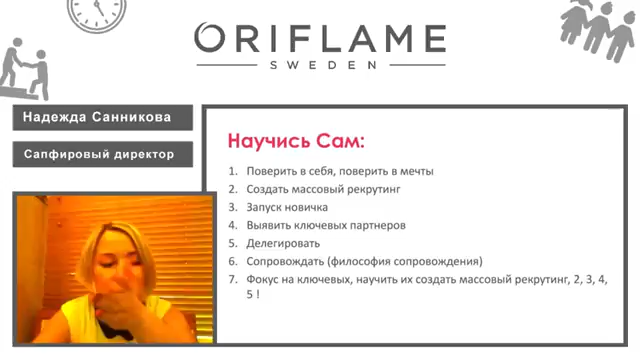 ORIFLAME
SWEDEN
Надежда Санникова
Сапфировый директор
Научись Сам:
1. Поверить в себя, поверить в мечты
2. Создать массовый рекрутинг
3. Запуск новичка
4. Выявить ключевых партнеров
5. Делегировать
6. Сопровождать (философия сопровождения)
7. Фокус на ключевых, научить их создать массовый рекрутинг, 2, 3, 4,
5 !